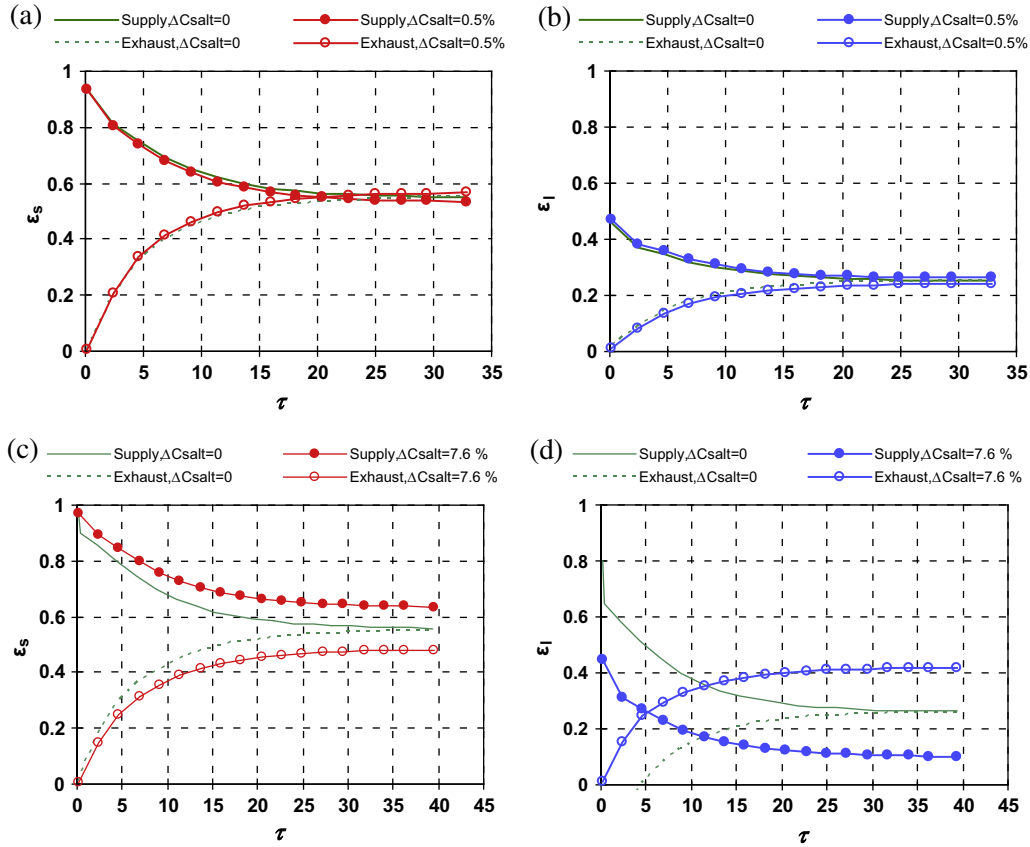 (a)
Supply,ΔCsalt=0
Supply,ΔCsalt=0.5%
Exhaust,ΔCsalt=0
Exhaust,ΔCsalt=0.5%
1
0.8
0.6
0.4
0.2
0
εs
0 5 10 15 20 25 30 35
τ
(b)
Supply,ΔCsalt=0
Supply,ΔCsalt=0.5%
Exhaust,ΔCsalt=0
Exhaust,ΔCsalt=0.5%
1
0.8
0.6
0.4
0.2
0
εl
0 5 10 15 20 25 30 35
τ
(c)
Supply,ΔCsalt=0
Supply,ΔCsalt=7.6 %
Exhaust,ΔCsalt=0
Exhaust,ΔCsalt=7.6 %
1
0.8
0.6
0.4
0.2
0
εs
0 5 10 15 20 25 30 35 40 45
τ
(d)
Supply,ΔCsalt=0
Supply,ΔCsalt=7.6 %
Exhaust,ΔCsalt=0
Exhaust,ΔCsalt=7.6 %
1
0.8
0.6
0.4
0.2
0
εl
0 5 10 15 20 25 30 35 40 45
τ